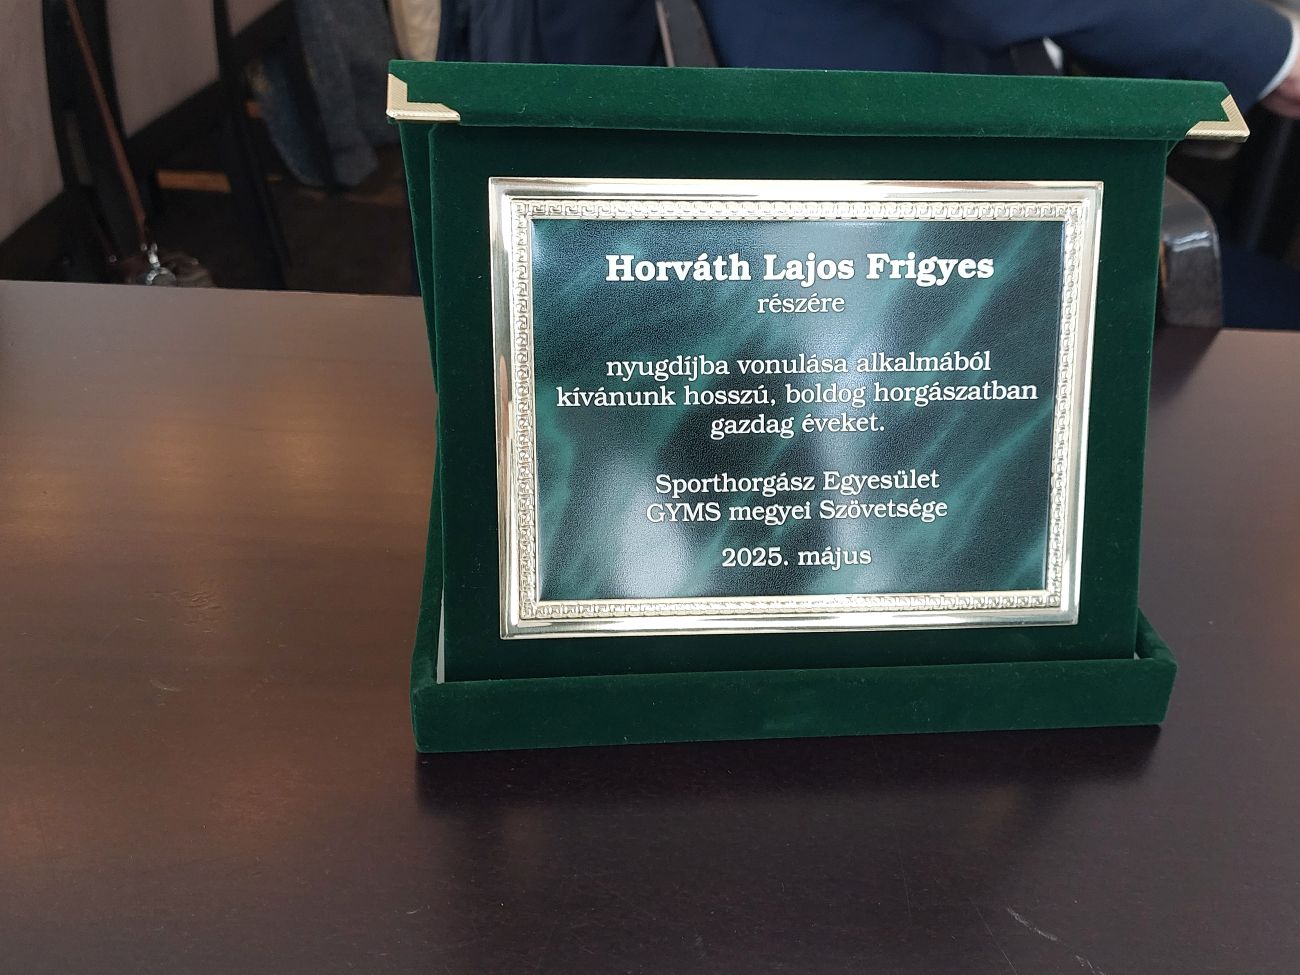 Horváth Lajos Frigyes
részére
nyugdíjba vonulása alkalmából
kívánunk hosszú, boldog horgászatban
gazdag éveket.
Sporthorgász Egyesület
GYMS megyei Szövetsége
2025. május